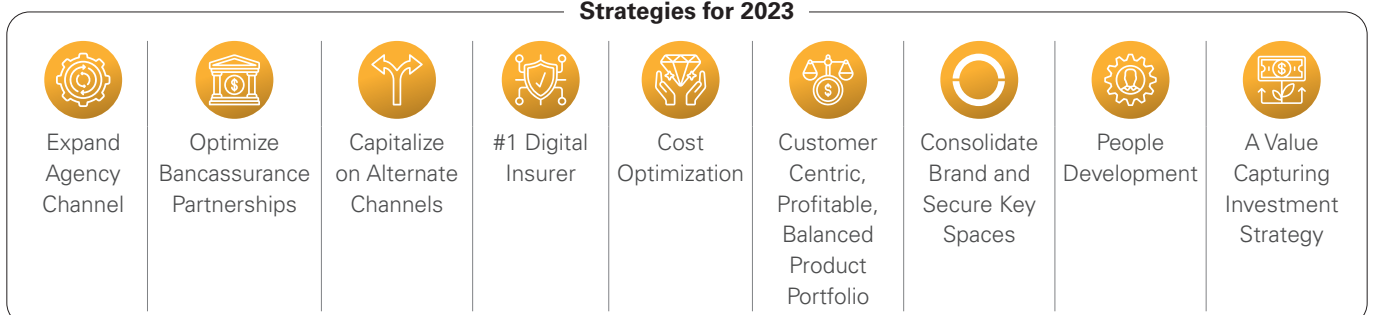 Strategies for 2023
Expand
Agency
Channel
Optimize
Bancassurance
Partnerships
Capitalize
on Alternate
Channels
#1 Digital
Insurer
Cost
Optimization
Customer
Centric,
Profitable,
Balanced
Product
Portfolio
Consolidate
Brand and
Secure Key
Spaces
People
Development
A Value
Capturing
Investment
Strategy